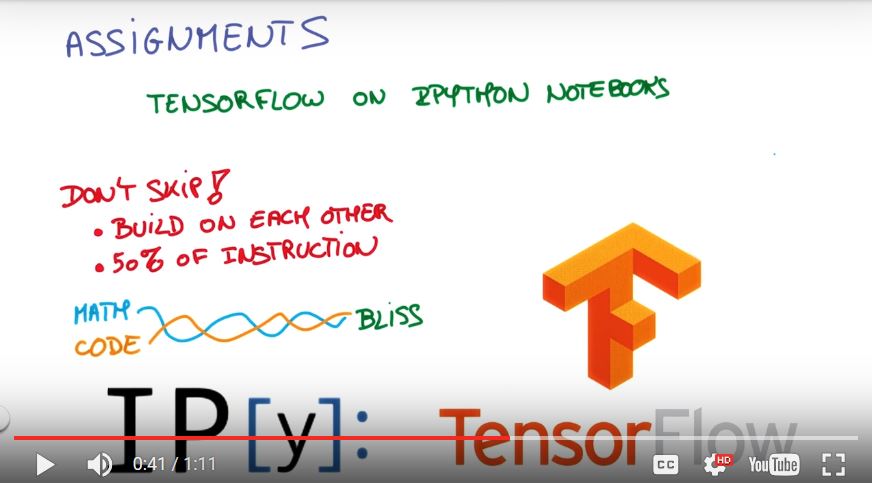 ASSIGNMENTS
TENSORFLOW ON IPYTHON NOTEBOOKS
DON'T SKIP!
• BUILD ON EACH OTHER
• 50% OF INSTRUCTION
MATH
CODE
BLISS
IP[y]:
TensorFlow
0:41 / 1:11
CC
HD
YouTube